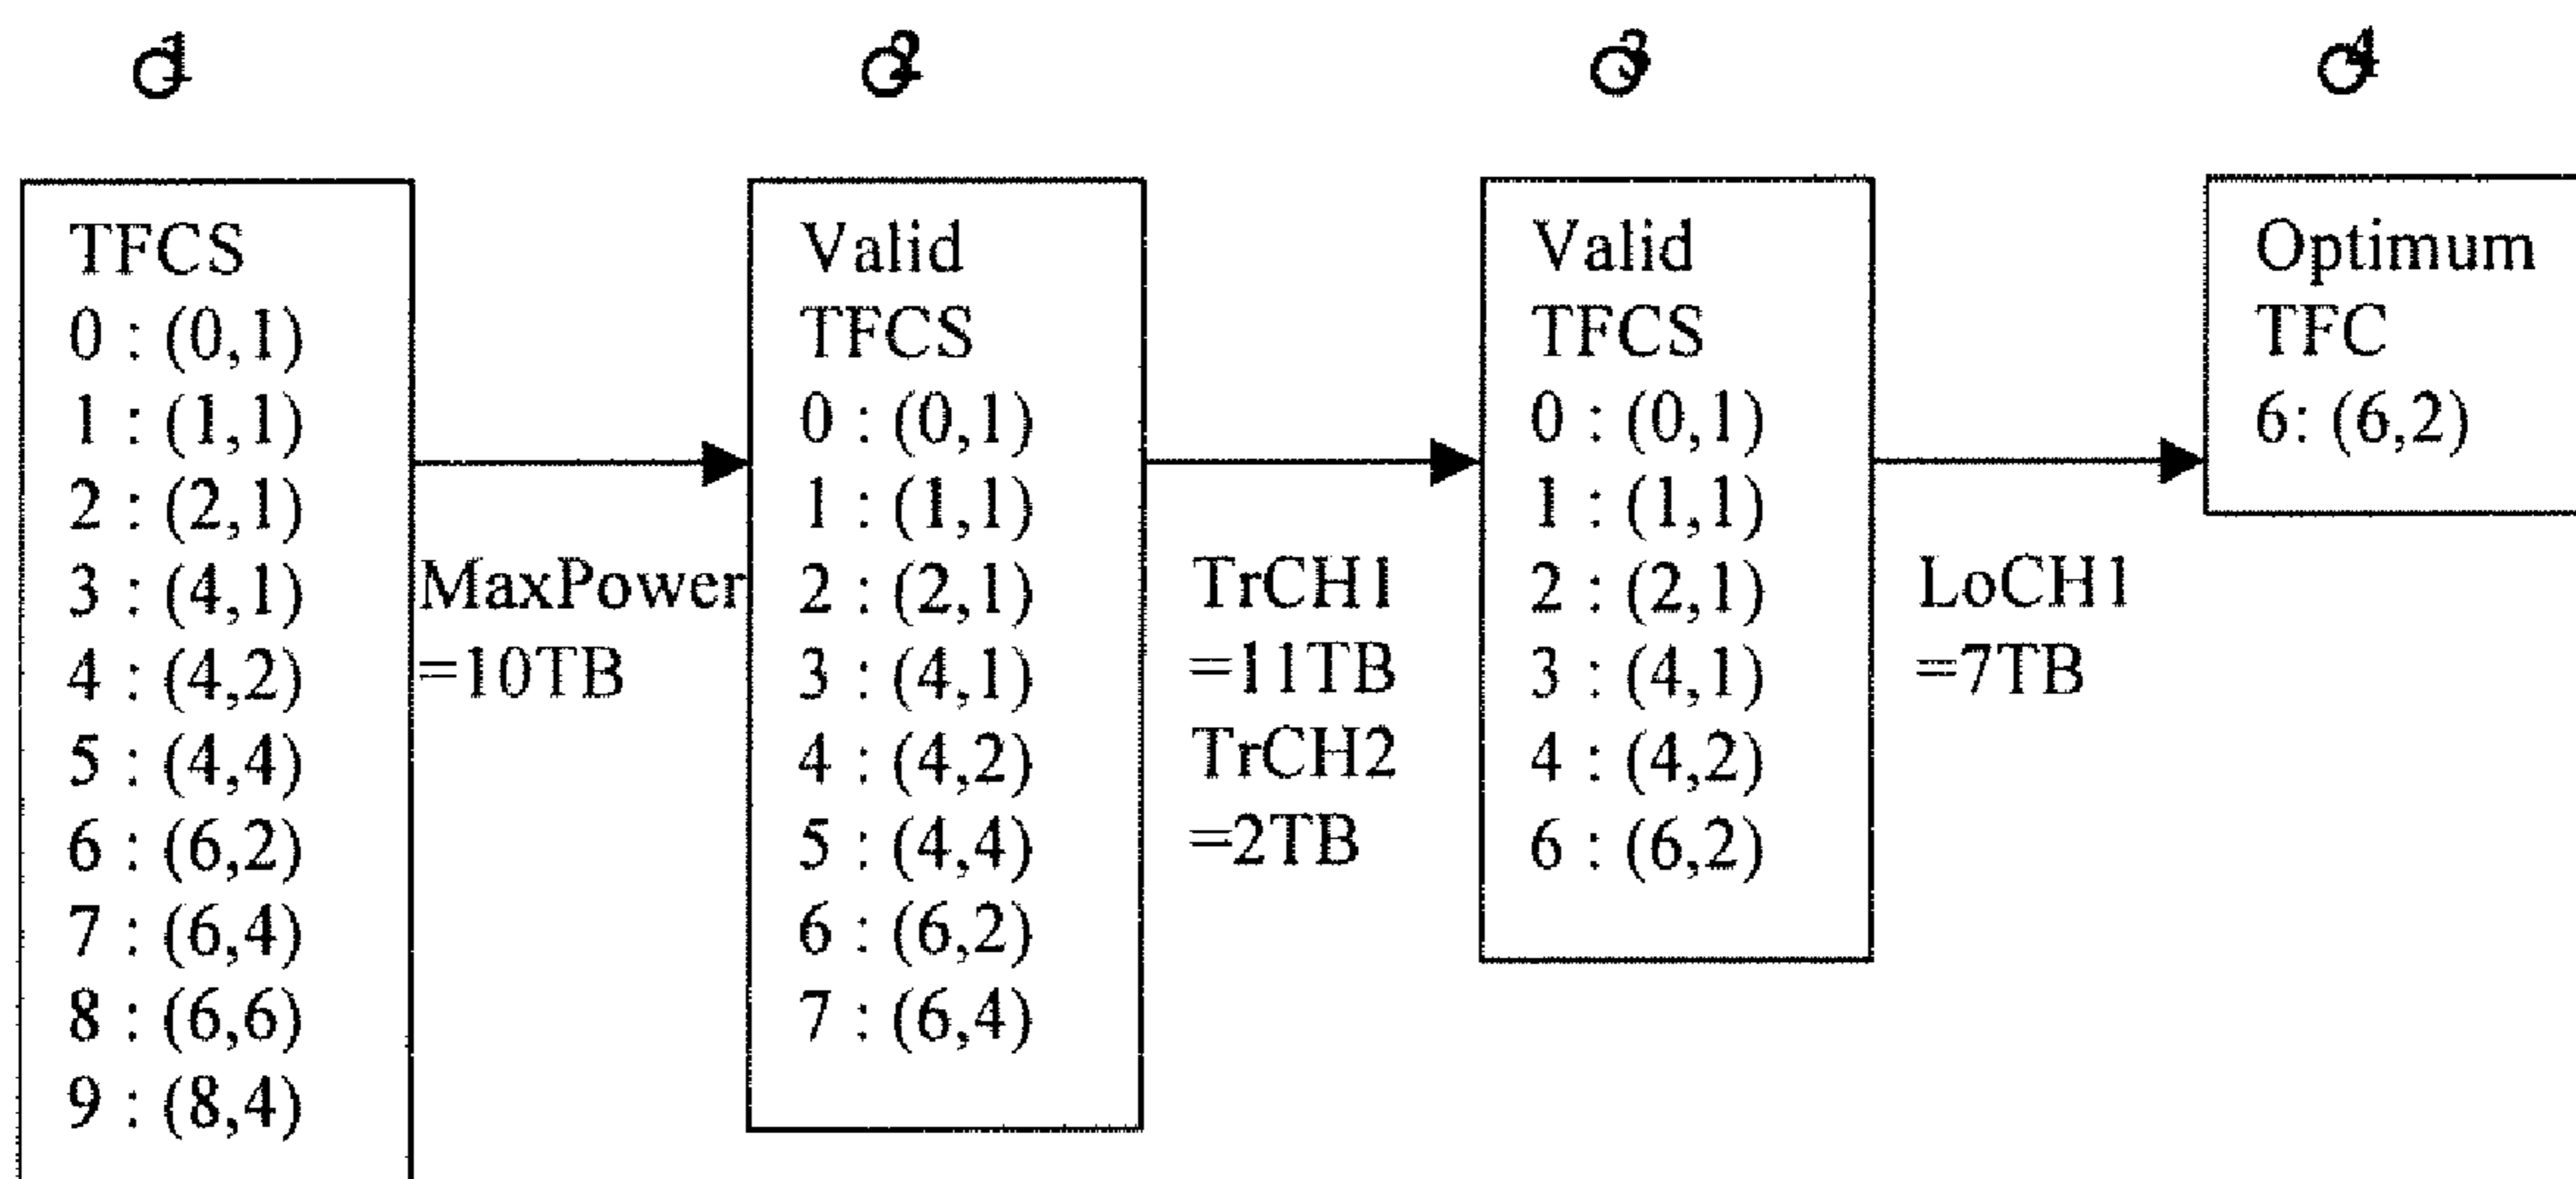 1
2
3
4
TFCS
0 : (0,1)
1 : (1,1)
2 : (2,1)
3 : (4,1)
4 : (4,2)
5 : (4,4)
6 : (6,2)
7 : (6,4)
8 : (6,6)
9 : (8,4)
MaxPower
=10TB
Valid
TFCS
0 : (0,1)
1 : (1,1)
2 : (2,1)
3 : (4,1)
4 : (4,2)
5 : (4,4)
6 : (6,2)
7 : (6,4)
TrCH1
=11TB
TrCH2
=2TB
Valid
TFCS
0 : (0,1)
1 : (1,1)
2 : (2,1)
3 : (4,1)
4 : (4,2)
6 : (6,2)
LoCH1
=7TB
Optimum
TFC
6: (6,2)